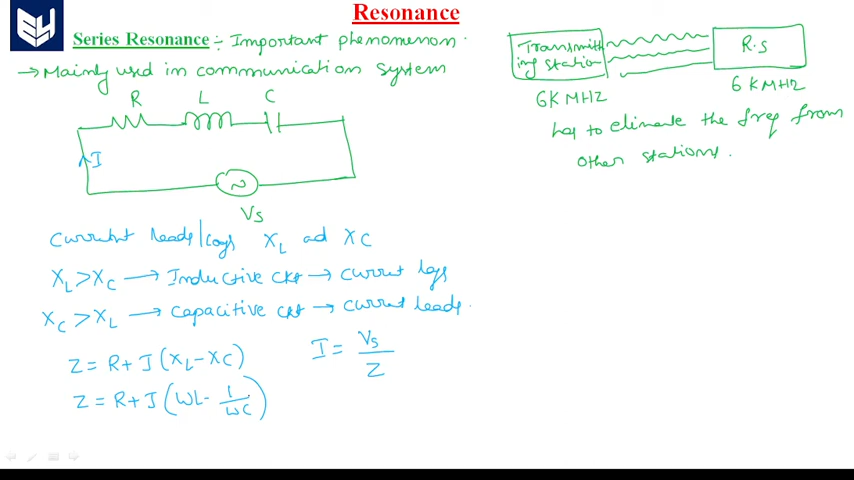 Resonance
Series Resonance ÷ Important phenomenon.
→ Mainly used in communication system
R L C
I
Vs
Transmitting station
R.S
6K MHZ
6 K MHZ
has to elimate the freq from
other stations.
Current leads/lags XL ad XC
XL > XC → Inductive ckt → current lags
XC > XL → capacitive ckt → current leads.
Z = R + J (XL - XC)
I = Vs / Z
Z = R + J (WL - 1/WC)